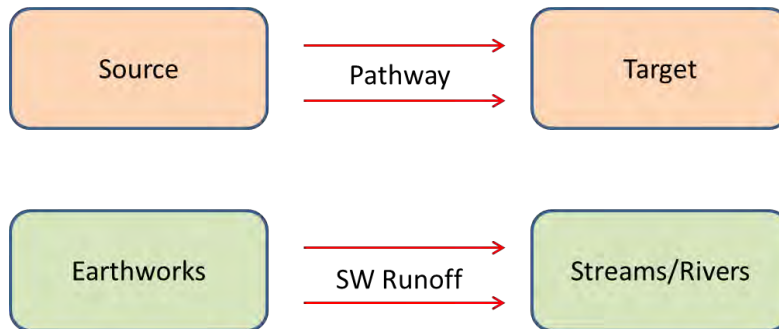 Source
Pathway
Target
Earthworks
SW Runoff
Streams/Rivers